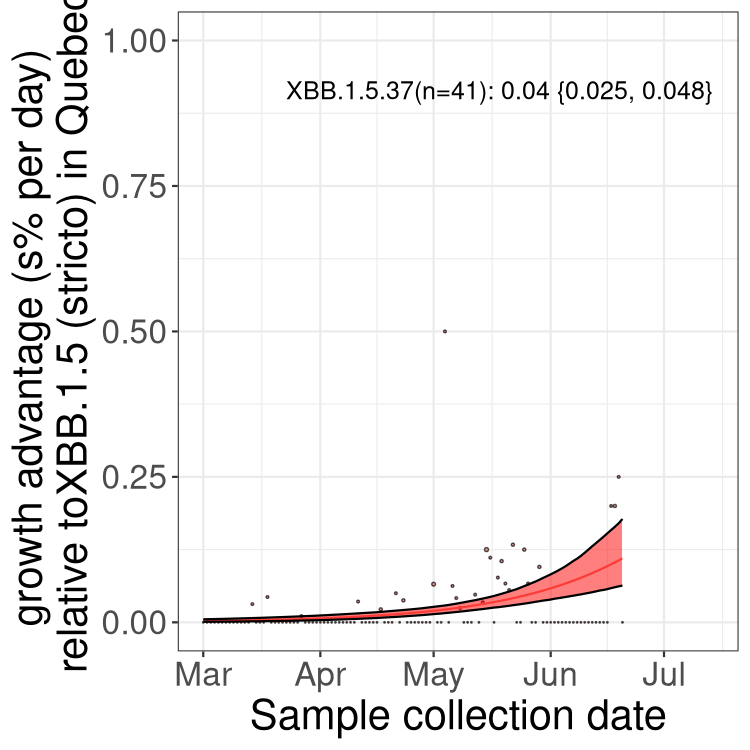 growth advantage (s% per day)
relative toXBB.1.5 (stricto) in Quebec
1.00
0.75
0.50
0.25
0.00
XBB.1.5.37(n=41): 0.04 {0.025, 0.048}
Mar Apr May Jun Jul
Sample collection date